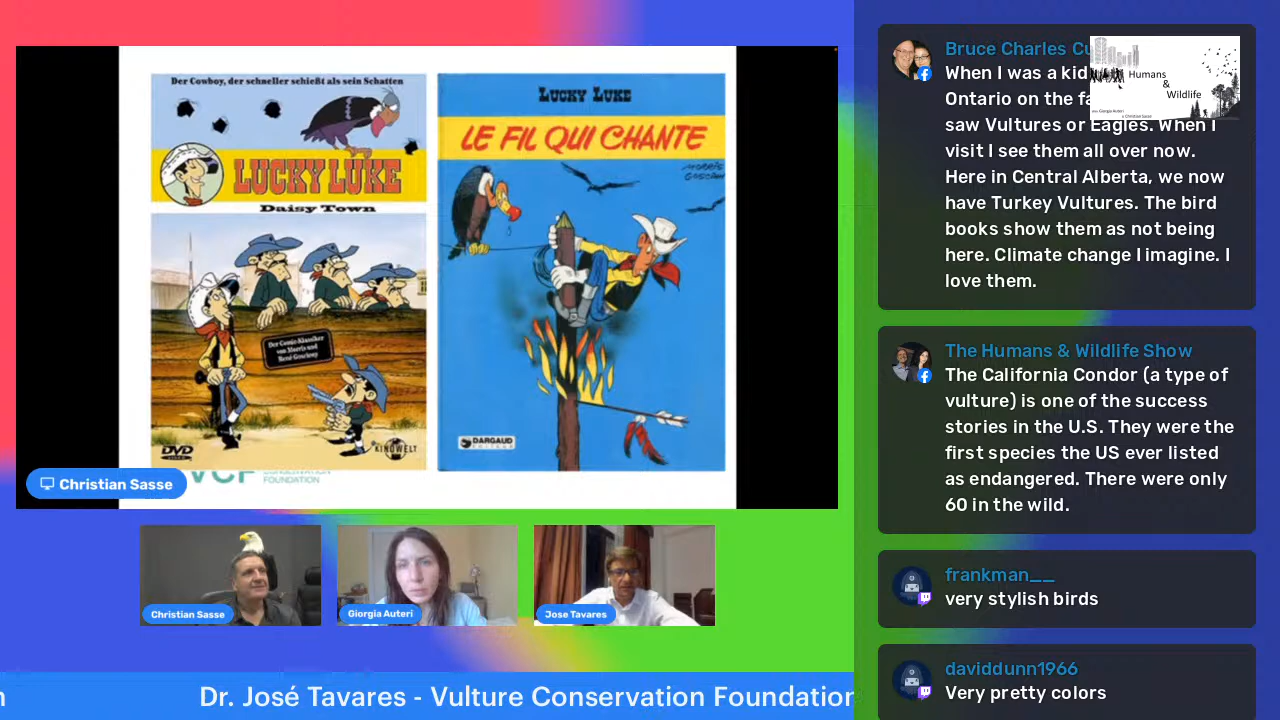 Der Cowboy, der schneller schießt als sein Schatten
LUCKY LUKE
Daisy Town
Der Comic-Klassiker
von Morris und
René Goscinny
DVD
VIDEO
KINOWELT
LUCKY LUKE
LE FIL QUI CHANTE
MORRIS
GOSCINNY
DARGAUD
VCF
CONSERVATION
FOUNDATION
Christian Sasse
Christian Sasse
Giorgia Auteri
Jose Tavares
n
Dr. José Tavares - Vulture Conservation Foundation
Bruce Charles Cu
When I was a kid
Ontario on the fa
saw Vultures or Eagles. When I
visit I see them all over now.
Here in Central Alberta, we now
have Turkey Vultures. The bird
books show them as not being
here. Climate change I imagine. I
love them.
Humans
&
Wildlife
The Humans & Wildlife Show
The California Condor (a type of
vulture) is one of the success
stories in the U.S. They were the
first species the US ever listed
as endangered. There were only
60 in the wild.
frankman__
very stylish birds
daviddunn1966
Very pretty colors